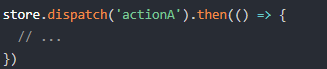 store.dispatch('actionA').then(() => {
  // ...
})